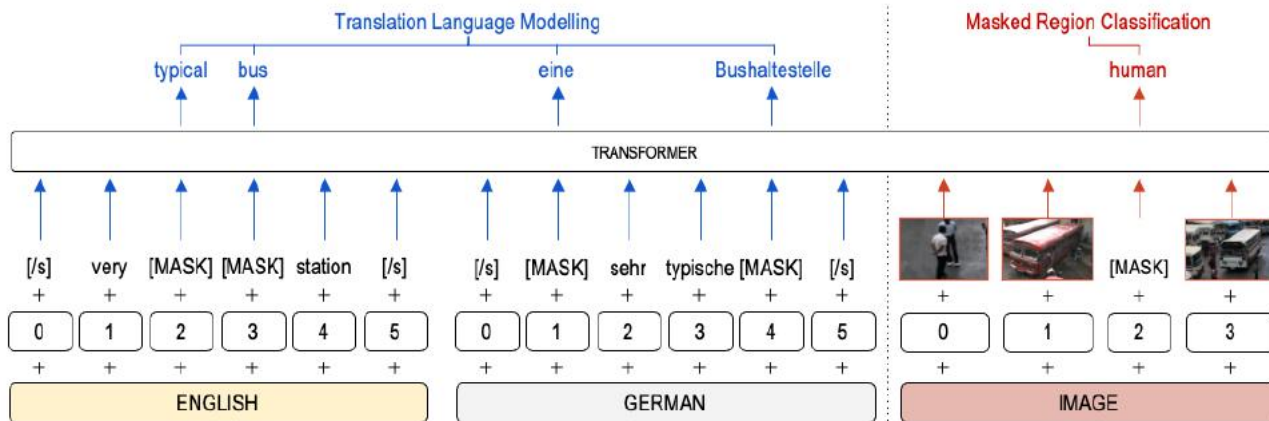 Translation Language Modelling Masked Region Classification
typical bus eine Bushaltestelle human
TRANSFORMER
[/s] very [MASK] [MASK] station [/s] [/s] [MASK] sehr typische [MASK] [/s] [MASK]
+ + + + + + + + + + + + + + + +
0 1 2 3 4 5 0 1 2 3 4 5 0 1 2 3
+ + + + + + + + + + + + + + + +
ENGLISH GERMAN IMAGE